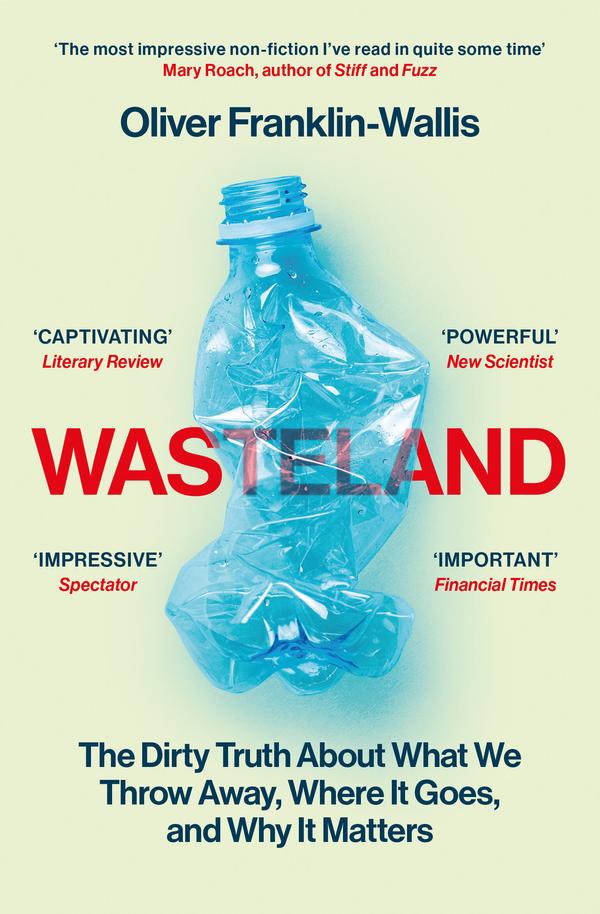 ‘The most impressive non-fiction I’ve read in quite some time’
Mary Roach, author of Stiff and Fuzz
Oliver Franklin-Wallis
‘CAPTIVATING’
Literary Review
‘POWERFUL’
New Scientist
WASTELAND
‘IMPRESSIVE’
Spectator
‘IMPORTANT’
Financial Times
The Dirty Truth About What We
Throw Away, Where It Goes,
and Why It Matters